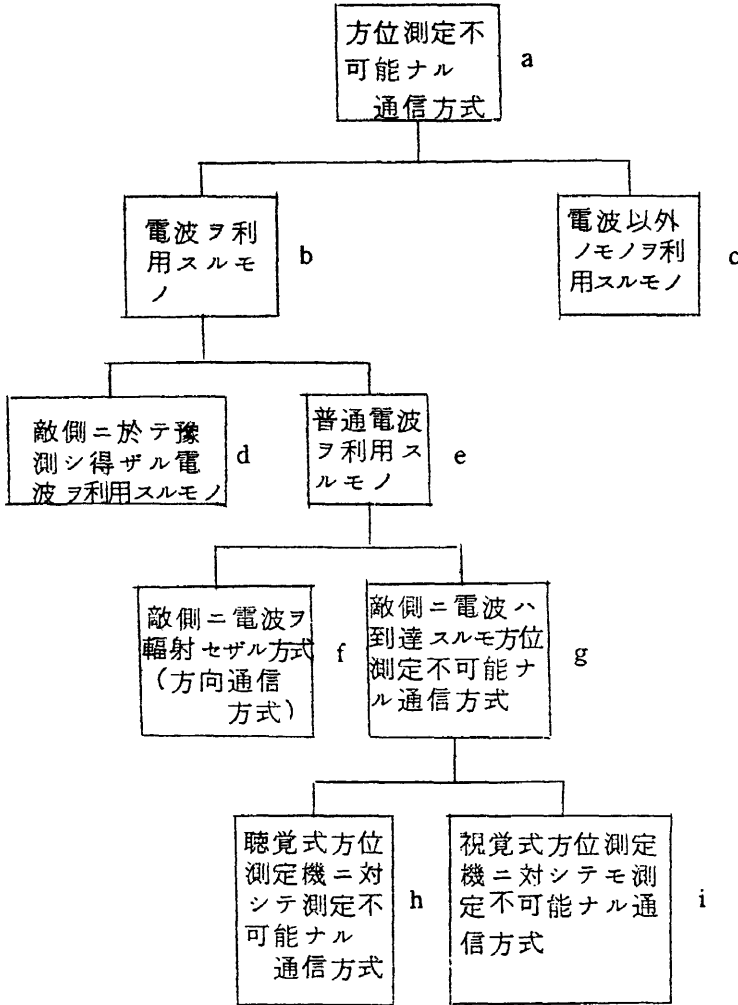 方位測定不
可能ナル
通信方式
a
電波ヲ利
用スルモ
ノ
b
電波以外
ノモノヲ利
用スルモノ
c
敵側ニ於テ豫
測シ得ザル電
波ヲ利用スルモノ
d
普通電波
ヲ利用ス
ルモノ
e
敵側ニ電波ヲ
輻射セザル方式
(方向通信
方式)
f
敵側ニ電波ハ
到達スルモ方位
測定不可能ナ
ル通信方式
g
聴覚式方位
測定機ニ対
シテ測定不
可能ナル
通信方式
h
視覚式方位測定
機ニ対シテモ測
定不可能ナル通
信方式
i